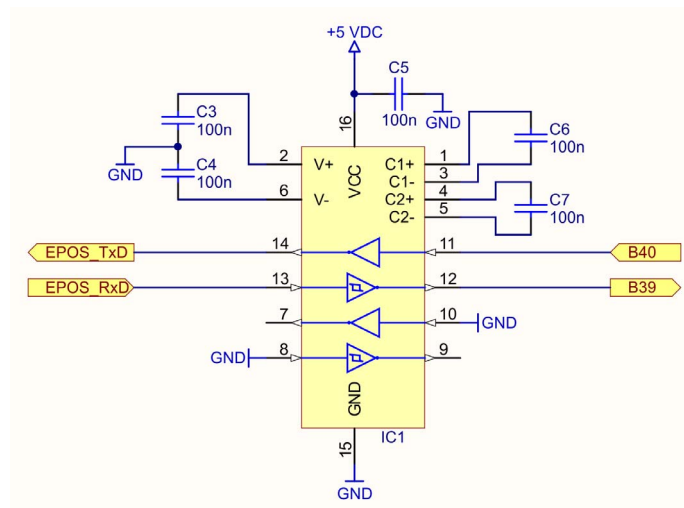 +5 VDC
C5
100n
GND
C3
100n
GND
C4
100n
16
VCC
2
V+
6
V-
C1+
1
C1-
3
C2+
4
C2-
5
C6
100n
C7
100n
EPOS_TxD
14
11
B40
EPOS_RxD
13
12
B39
7
10
GND
GND
8
9
GND
IC1
15
GND